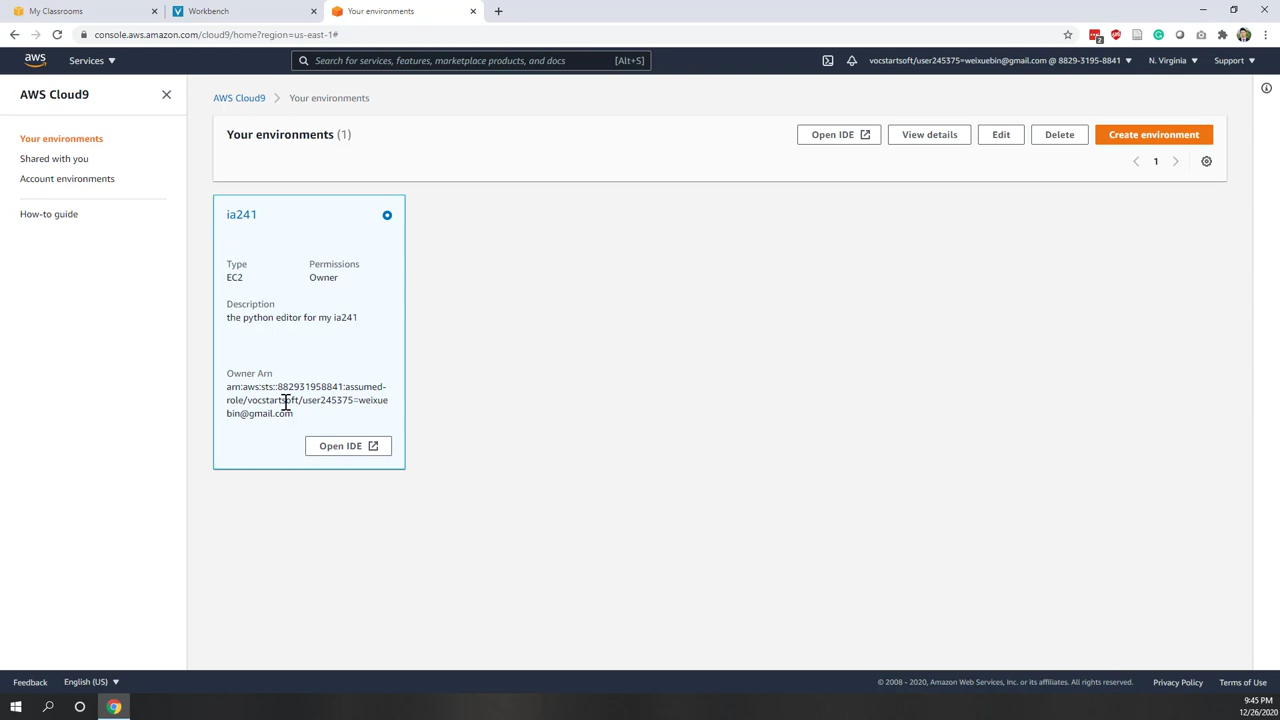 My Classrooms
Workbench
Your environments
console.aws.amazon.com/cloud9/home?region=us-east-1#
2
aws
Services
Search for services, features, marketplace products, and docs
[Alt+S]
vocstartsoft/user245375=weixuebin@gmail.com @ 8829-3195-8841
N. Virginia
Support
AWS Cloud9
Your environments
Shared with you
Account environments
How-to guide
AWS Cloud9
Your environments
Your environments (1)
Open IDE
View details
Edit
Delete
Create environment
1
ia241
Type
EC2
Permissions
Owner
Description
the python editor for my ia241
Owner Arn
arn:aws:sts::882931958841:assumed-
role/vocstartsoft/user245375=weixue
bin@gmail.com
Open IDE
Feedback
English (US)
© 2008 - 2020, Amazon Web Services, Inc. or its affiliates. All rights reserved.
Privacy Policy
Terms of Use
9:45 PM
12/26/2020